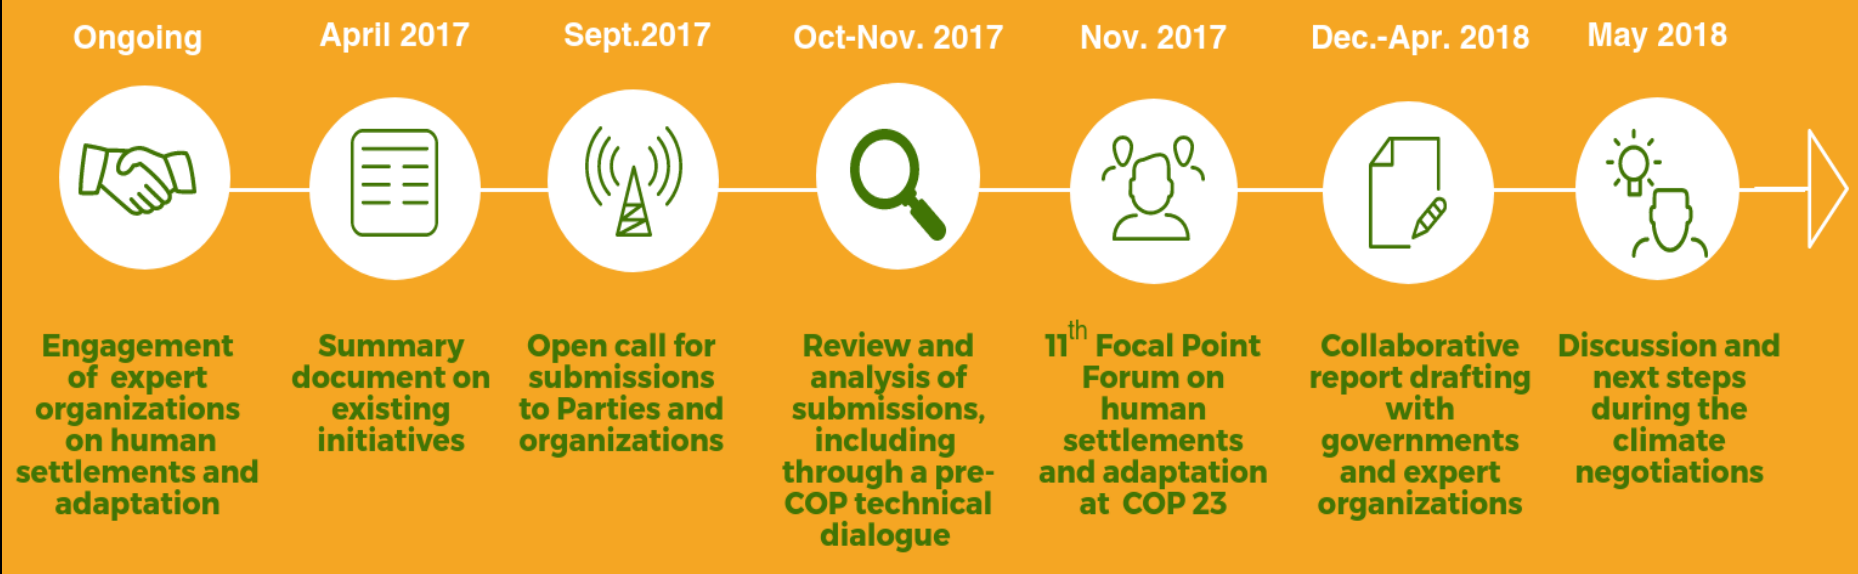 Ongoing
April 2017
Sept.2017
Oct-Nov. 2017
Nov. 2017
Dec.-Apr. 2018
May 2018
Engagement
of expert
organizations
on human
settlements and
adaptation
Summary
document on
existing
initiatives
Open call for
submissions
to Parties and
organizations
Review and
analysis of
submissions,
including
through a pre-
COP technical
dialogue
11th Focal Point
Forum on
human
settlements
and adaptation
at COP 23
Collaborative
report drafting
with
governments
and expert
organizations
Discussion and
next steps
during the
climate
negotiations